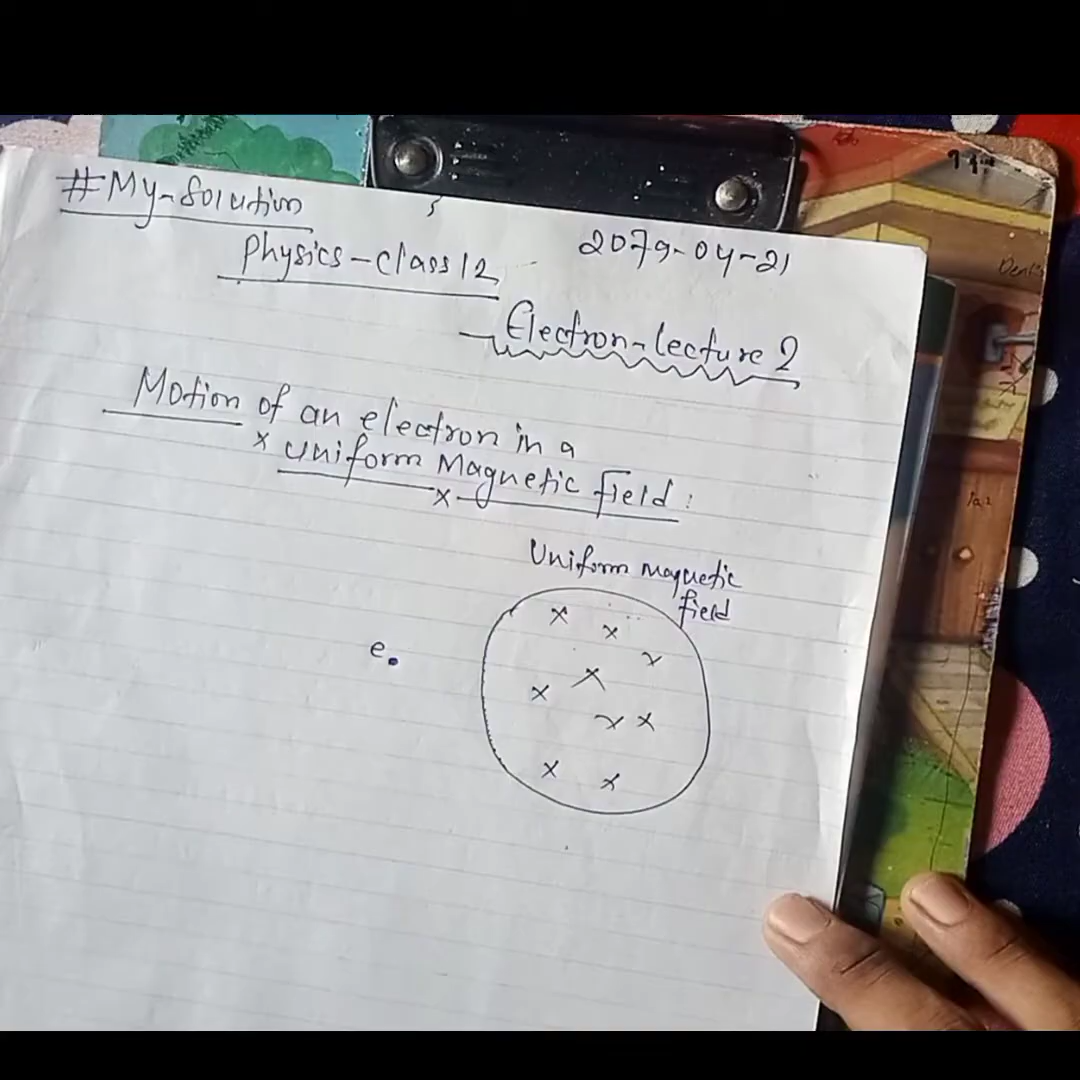 #My-Solution
Physics-class 12
2079-04-21
Electron-lecture 2
Motion of an electron in a
Uniform Magnetic Field:
Uniform magnetic
field
e